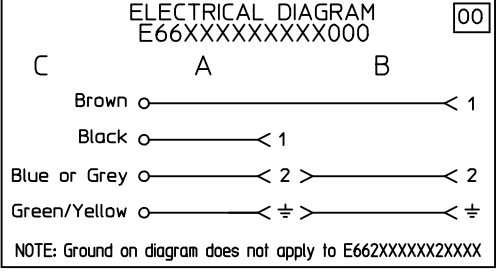 ELECTRICAL DIAGRAM 00
E66XXXXXXXXX000
C A B
Brown 1
Black 1
Blue or Grey 2 2
Green/Yellow
NOTE: Ground on diagram does not apply to E662XXXXXX2XXXX